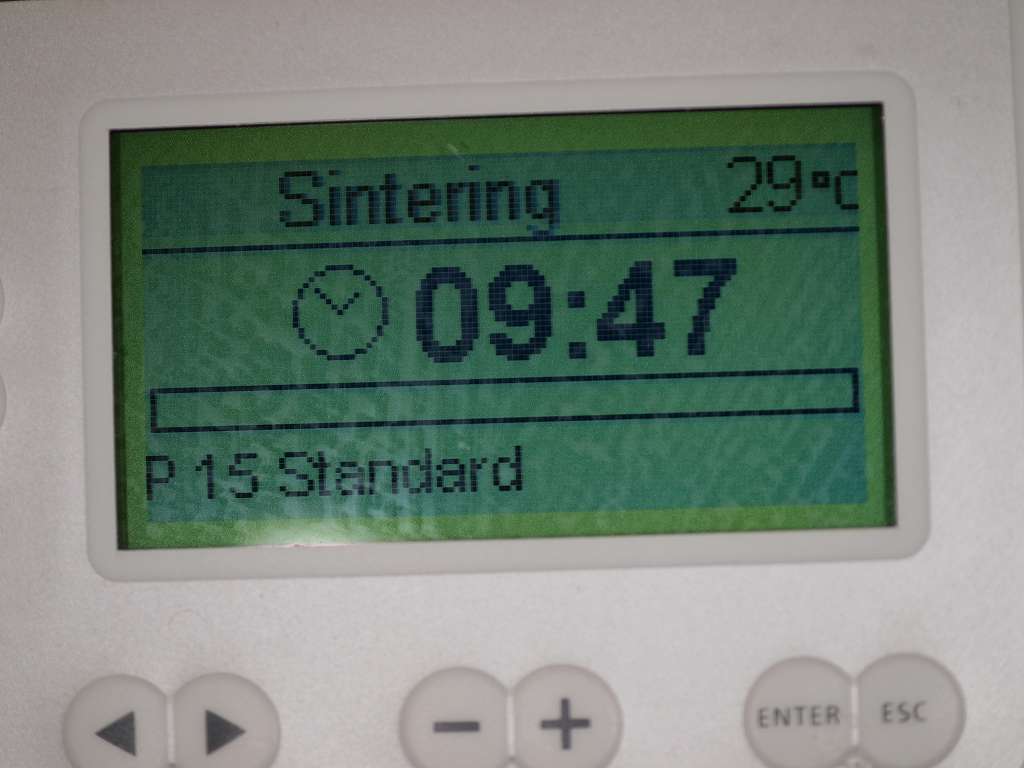 Sintering 29°C
09:47
P 15 Standard
- +
ENTER ESC